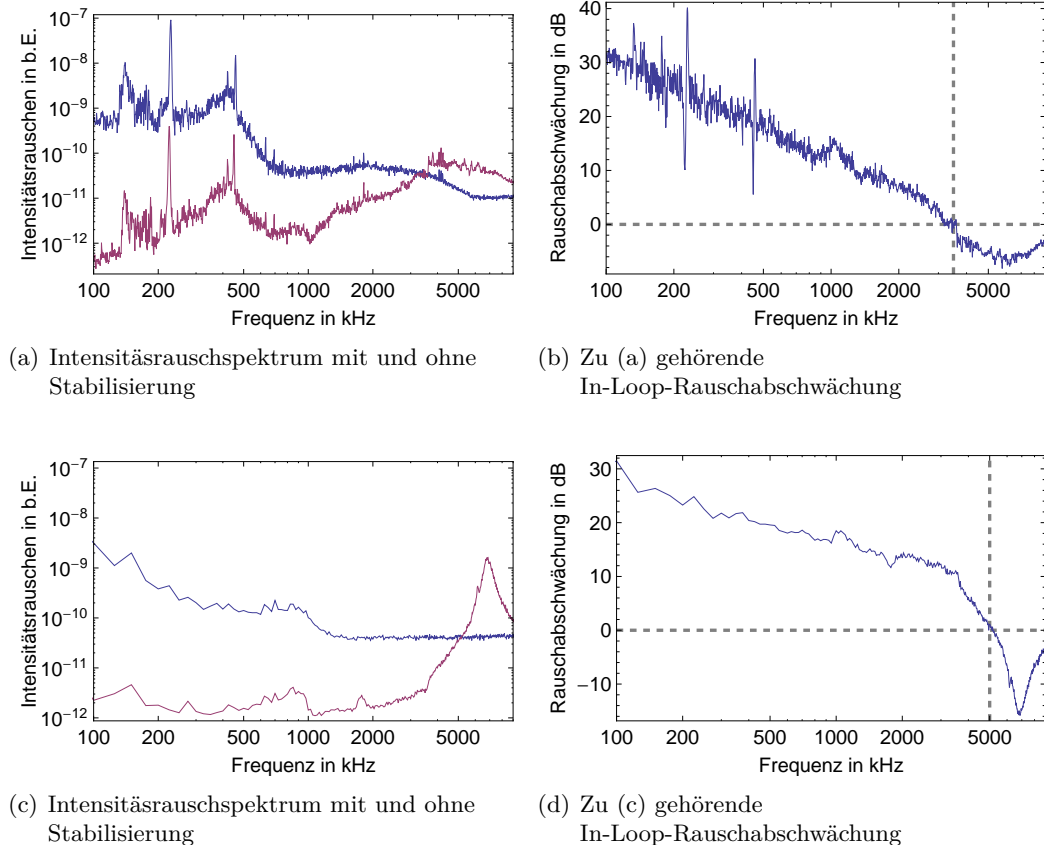 Intensitätsrauschen in b.E.
10⁻⁷
10⁻⁸
10⁻⁹
10⁻¹⁰
10⁻¹¹
10⁻¹²
100 200 500 1000 2000 5000
Frequenz in kHz
Rauschabschwächung in dB
40
30
20
10
0
100 200 500 1000 2000 5000
Frequenz in kHz
(a) Intensitäsrauschspektrum mit und ohne
Stabilisierung
(b) Zu (a) gehörende
In-Loop-Rauschabschwächung
Intensitätsrauschen in b.E.
10⁻⁷
10⁻⁸
10⁻⁹
10⁻¹⁰
10⁻¹¹
10⁻¹²
100 200 500 1000 2000 5000
Frequenz in kHz
Rauschabschwächung in dB
30
20
10
0
−10
100 200 500 1000 2000 5000
Frequenz in kHz
(c) Intensitäsrauschspektrum mit und ohne
Stabilisierung
(d) Zu (c) gehörende
In-Loop-Rauschabschwächung